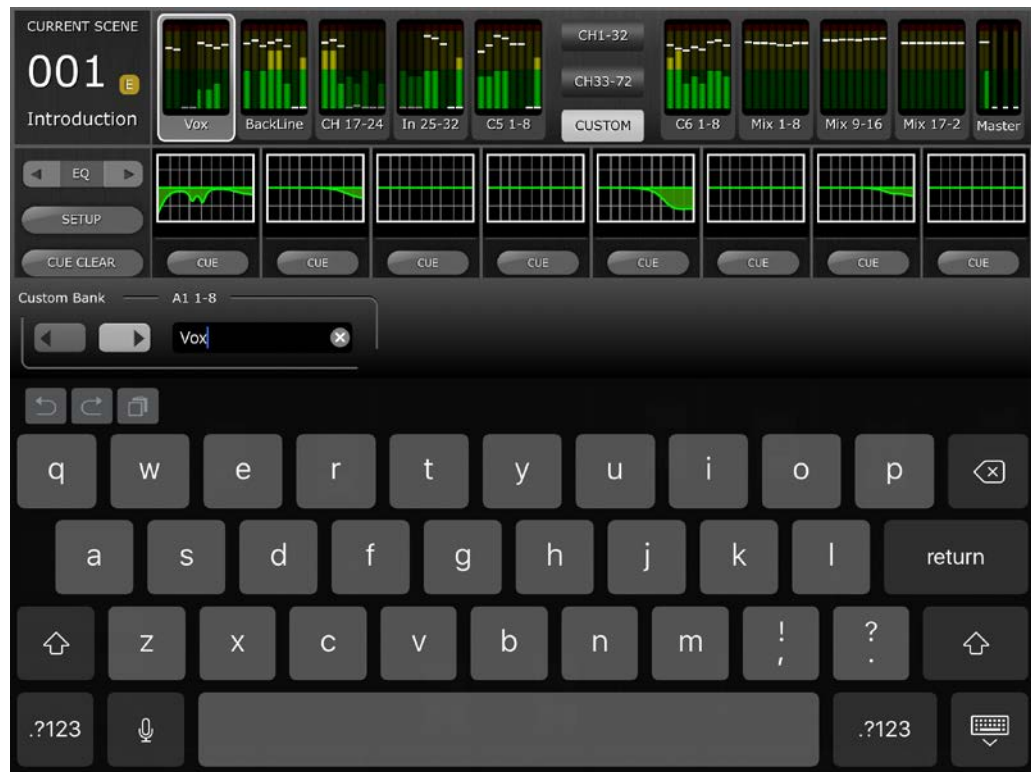 CURRENT SCENE
001 E
Introduction
Vox
BackLine
CH 17-24
In 25-32
C5 1-8
CH1-32
CH33-72
CUSTOM
C6 1-8
Mix 1-8
Mix 9-16
Mix 17-2
Master
EQ
SETUP
CUE CLEAR
CUE
CUE
CUE
CUE
CUE
CUE
CUE
CUE
Custom Bank
A1 1-8
Vox
q w e r t y u i o p
a s d f g h j k l return
z x c v b n m ! , ? .
.?123
.?123